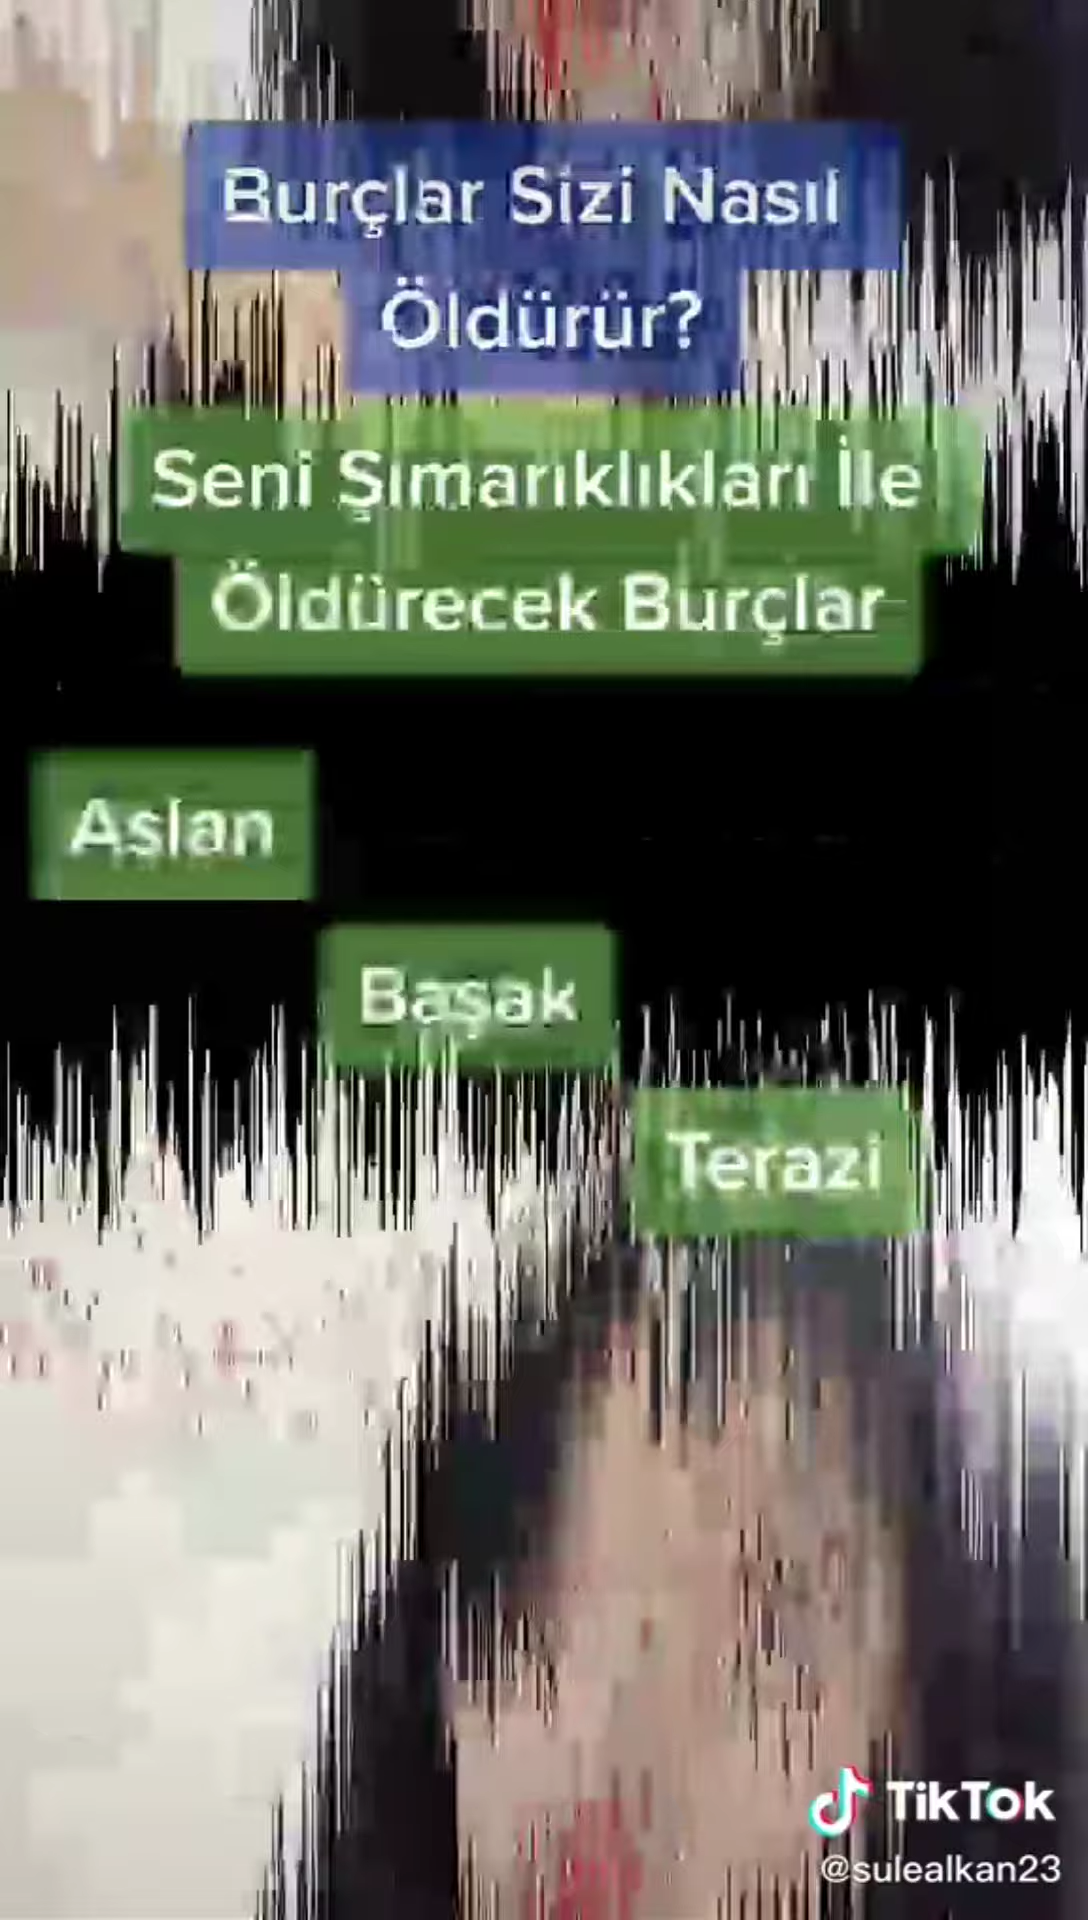 Burçlar Sizi Nasıl
Öldürür?
Seni Şımarıklıkları İle
Öldürecek Burçlar
Aslan
Başak
Terazi
TikTok
@sulealkan23